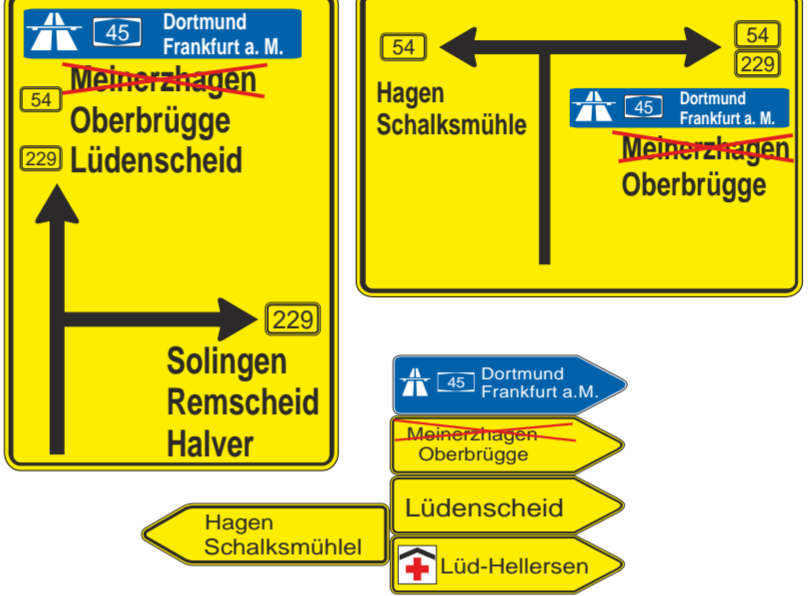 45 Dortmund
Frankfurt a. M.
54 Meinerzhagen
Oberbrügge
229 Lüdenscheid
229
Solingen
Remscheid
Halver
54
54
229
Hagen
Schalksmühle
45 Dortmund
Frankfurt a. M.
Meinerzhagen
Oberbrügge
45 Dortmund
Frankfurt a.M.
Meinerzhagen
Oberbrügge
Lüdenscheid
Lüd-Hellersen
Hagen
Schalksmühlel